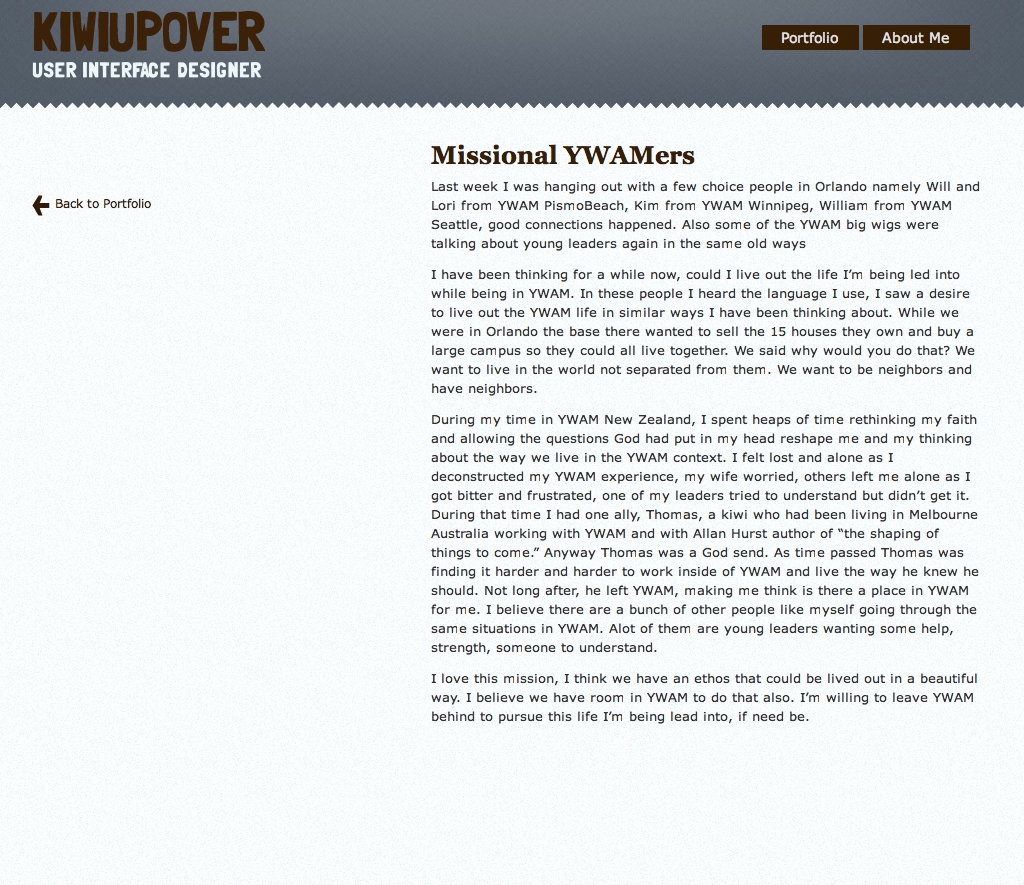 KIWIUPOVER
USER INTERFACE DESIGNER
Portfolio
About Me
Back to Portfolio
Missional YWAMers
Last week I was hanging out with a few choice people in Orlando namely Will and
Lori from YWAM PismoBeach, Kim from YWAM Winnipeg, William from YWAM
Seattle, good connections happened. Also some of the YWAM big wigs were
talking about young leaders again in the same old ways
I have been thinking for a while now, could I live out the life I’m being led into
while being in YWAM. In these people I heard the language I use, I saw a desire
to live out the YWAM life in similar ways I have been thinking about. While we
were in Orlando the base there wanted to sell the 15 houses they own and buy a
large campus so they could all live together. We said why would you do that? We
want to live in the world not separated from them. We want to be neighbors and
have neighbors.
During my time in YWAM New Zealand, I spent heaps of time rethinking my faith
and allowing the questions God had put in my head reshape me and my thinking
about the way we live in the YWAM context. I felt lost and alone as I
deconstructed my YWAM experience, my wife worried, others left me alone as I
got bitter and frustrated, one of my leaders tried to understand but didn’t get it.
During that time I had one ally, Thomas, a kiwi who had been living in Melbourne
Australia working with YWAM and with Allan Hurst author of “the shaping of
things to come.” Anyway Thomas was a God send. As time passed Thomas was
finding it harder and harder to work inside of YWAM and live the way he knew he
should. Not long after, he left YWAM, making me think is there a place in YWAM
for me. I believe there are a bunch of other people like myself going through the
same situations in YWAM. Alot of them are young leaders wanting some help,
strength, someone to understand.
I love this mission, I think we have an ethos that could be lived out in a beautiful
way. I believe we have room in YWAM to do that also. I’m willing to leave YWAM
behind to pursue this life I’m being lead into, if need be.